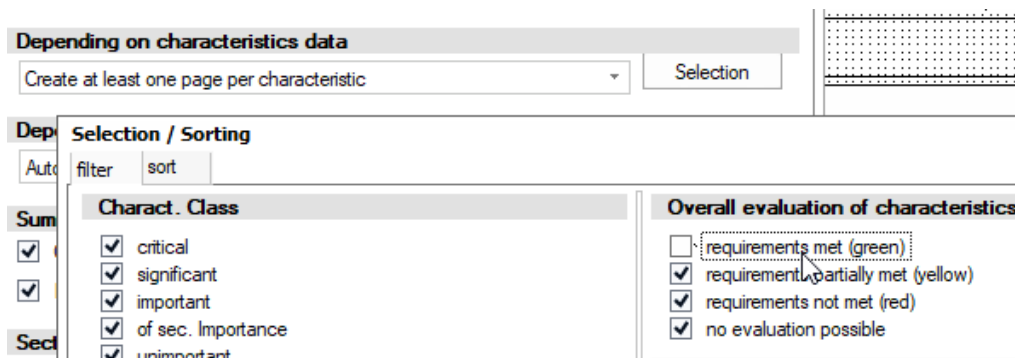 Depending on characteristics data
Create at least one page per characteristic
Selection
Selection / Sorting
filter
sort
Charact. Class
critical
significant
important
of sec. Importance
unimportant
Overall evaluation of characteristics
requirements met (green)
requirements partially met (yellow)
requirements not met (red)
no evaluation possible